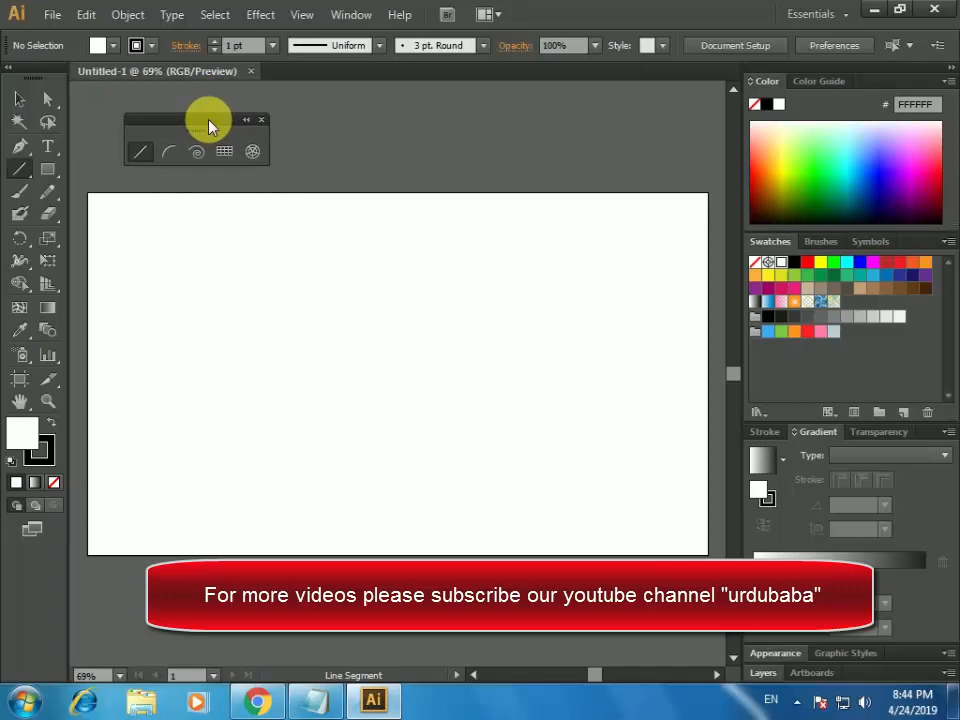 Ai File Edit Object Type Select Effect View Window Help Br Essentials
No Selection Stroke: 1 pt Uniform 3 pt. Round Opacity: 100% Style: Document Setup Preferences
Untitled-1 @ 69% (RGB/Preview)
Color Color Guide
# FFFFFF
Swatches Brushes Symbols
Stroke Gradient Transparency
Type:
Stroke:
For more videos please subscribe our youtube channel "urdubaba"
Appearance Graphic Styles
69% 1 Line Segment Layers Artboards
Ai EN 8:44 PM
4/24/2019